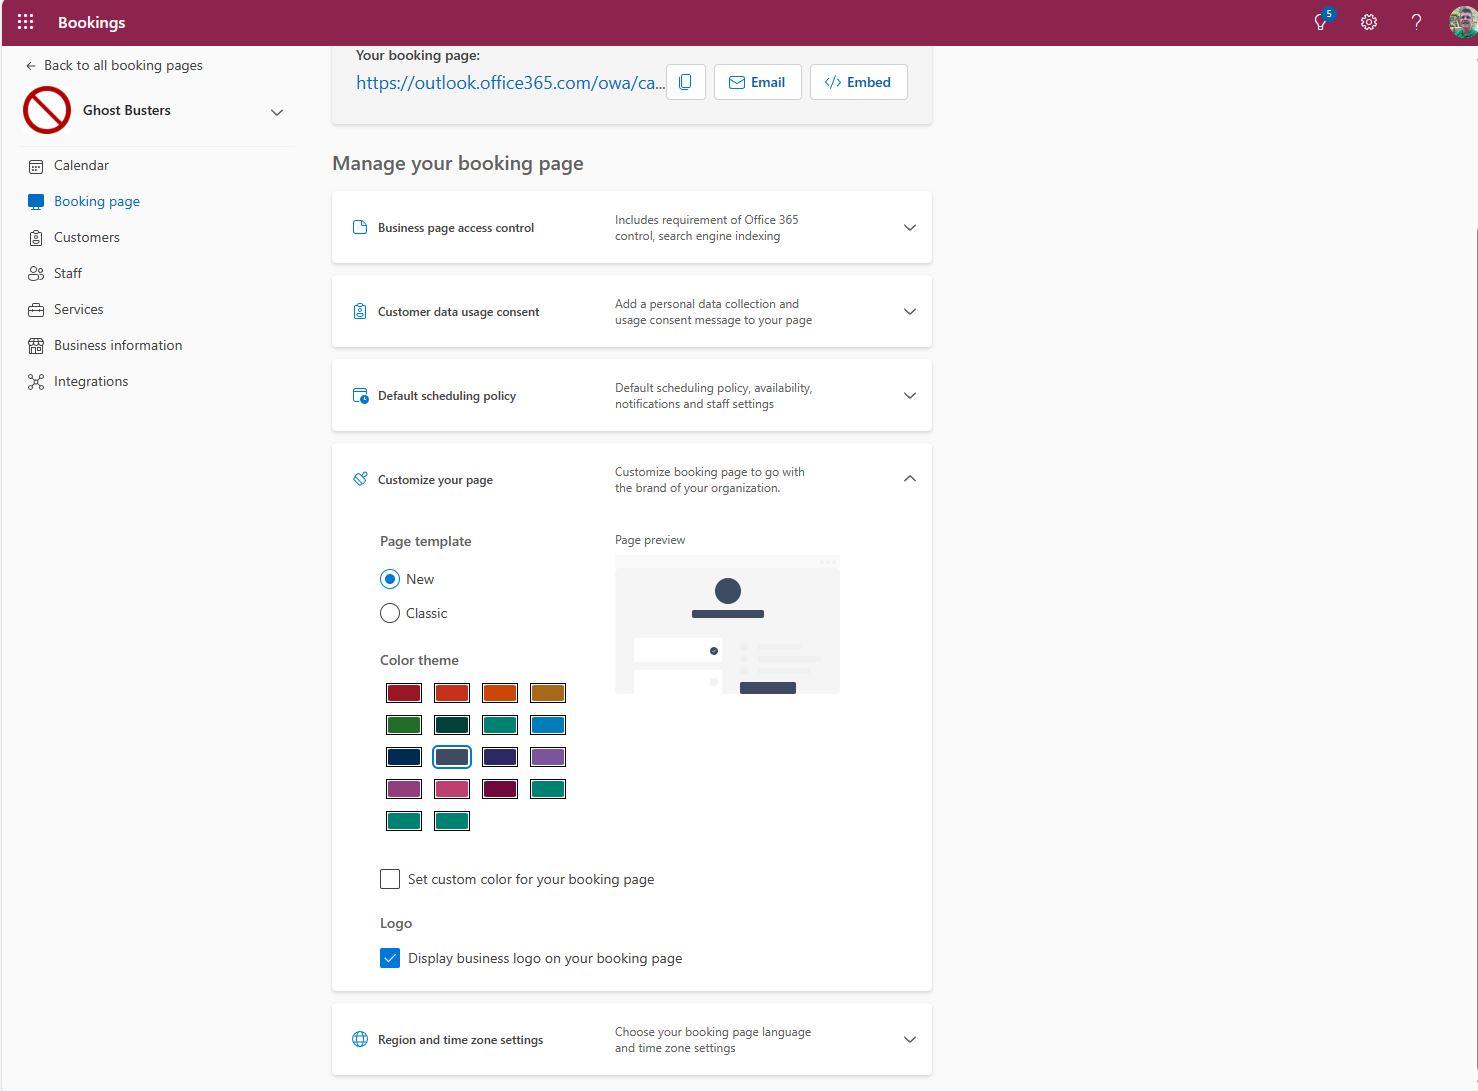 Bookings
5
Back to all booking pages
Ghost Busters
Calendar
Booking page
Customers
Staff
Services
Business information
Integrations
Your booking page:
https://outlook.office365.com/owa/ca...
Email
Embed
Manage your booking page
Business page access control
Includes requirement of Office 365
control, search engine indexing
Customer data usage consent
Add a personal data collection and
usage consent message to your page
Default scheduling policy
Default scheduling policy, availability,
notifications and staff settings
Customize your page
Customize booking page to go with
the brand of your organization.
Page template
New
Classic
Page preview
Color theme
Set custom color for your booking page
Logo
Display business logo on your booking page
Region and time zone settings
Choose your booking page language
and time zone settings